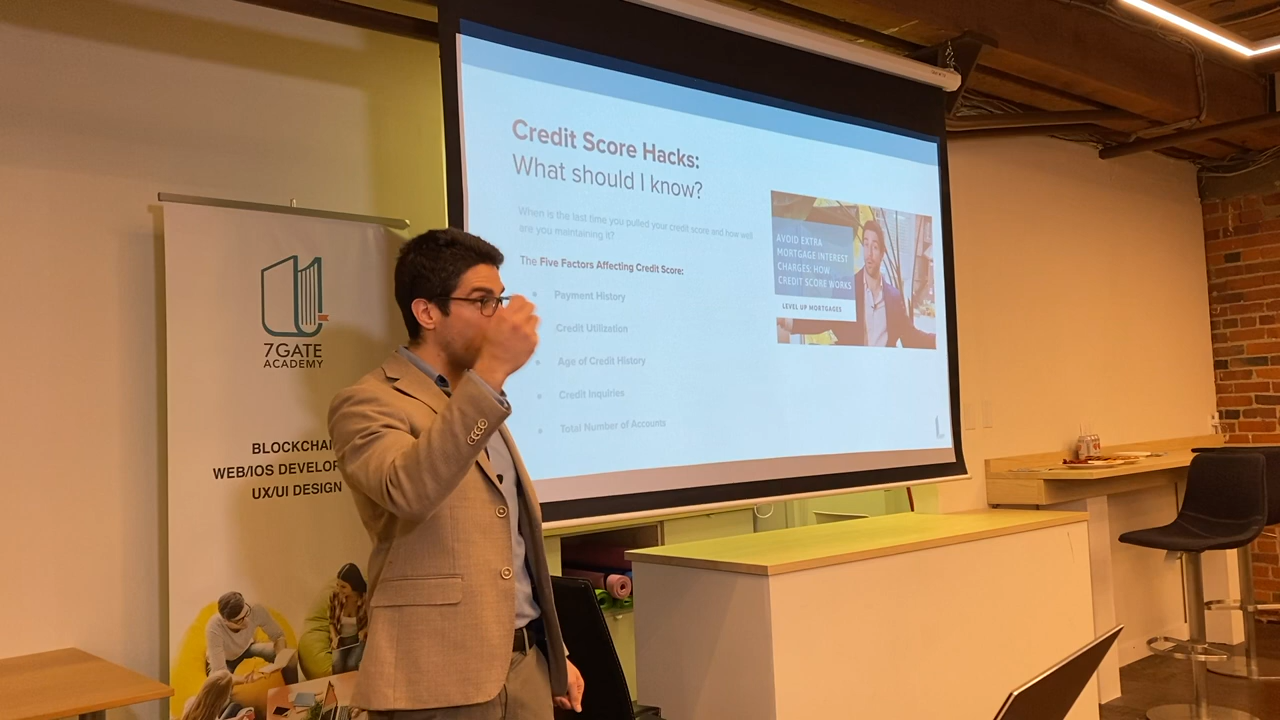 7GATE
ACADEMY
BLOCKCHAI
WEB/IOS DEVELOP
UX/UI DESIGN
Credit Score Hacks:
What should I know?
When is the last time you pulled your credit score and how well
are you maintaining it?
The Five Factors Affecting Credit Score:
Payment History
Credit Utilization
Age of Credit History
Credit Inquiries
Total Number of Accounts
AVOID EXTRA
MORTGAGE INTEREST
CHARGES: HOW
CREDIT SCORE WORKS
LEVEL UP MORTGAGES